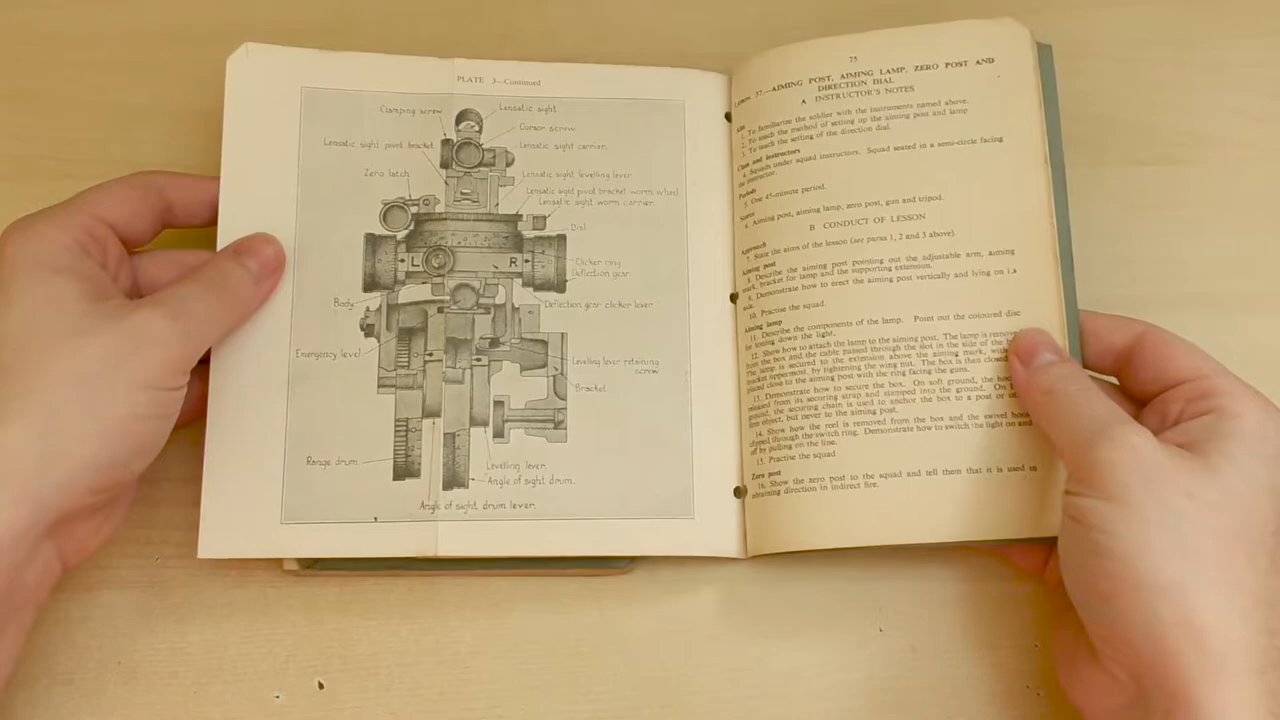 PLATE 3—Continued
Clamping screw
Lensatic sight
Cursor screw
Lensatic sight pivot bracket
Lensatic sight carrier.
Zero latch
Lensatic sight levelling lever
Lensatic sight pivot bracket worm wheel
Lensatic sight worm carrier.
Dial
L R
Clicker ring
Deflection gear.
Body
Deflection gear clicker lever.
Emergency level
Levelling lever retaining
screw
Bracket
Range drum
Levelling lever.
Angle of sight drum.
Angle of sight drum lever.
75
Lesson 37.—AIMING POST, AIMING LAMP, ZERO POST AND
DIRECTION DIAL
A INSTRUCTOR'S NOTES
Aim
1. To familiarize the soldier with the instruments named above.
2. To teach the method of setting up the aiming post and lamp
3. To teach the setting of the direction dial.
Class and instructors
4. Squads under squad instructors. Squad seated in a semi-circle facing
the instructor.
Periods
5. One 45-minute period.
Stores
6. Aiming post, aiming lamp, zero post, gun and tripod.
B CONDUCT OF LESSON
Approach
7. State the aims of the lesson (see paras 1, 2 and 3 above).
Aiming post
8. Describe the aiming post pointing out the adjustable arm, aiming
mark, bracket for lamp and the supporting extension.
9. Demonstrate how to erect the aiming post vertically and lying on i.s
axis.
10. Practise the squad.
Aiming lamp
11. Describe the components of the lamp. Point out the coloured disc
for toning down the light.
12. Show how to attach the lamp to the aiming post. The lamp is remove
from the box and the cable passed through the slot in the side of the b
The lamp is secured to the extension above the aiming mark, with
bracket uppermost, by tightening the wing nut. The box is then closed
placed close to the aiming post with the ring facing the guns.
13. Demonstrate how to secure the box. On soft ground, the hoo
released from its securing strap and stamped into the ground. On
ground, the securing chain is used to anchor the box to a post or o
firm object, but never to the aiming post.
14. Show how the reel is removed from the box and the swivel hook
clipped through the switch ring. Demonstrate how to switch the light on and
off by pulling on the line.
15. Practise the squad
Zero post
16. Show the zero post to the squad and tell them that it is used in
obtaining direction in indirect fire.